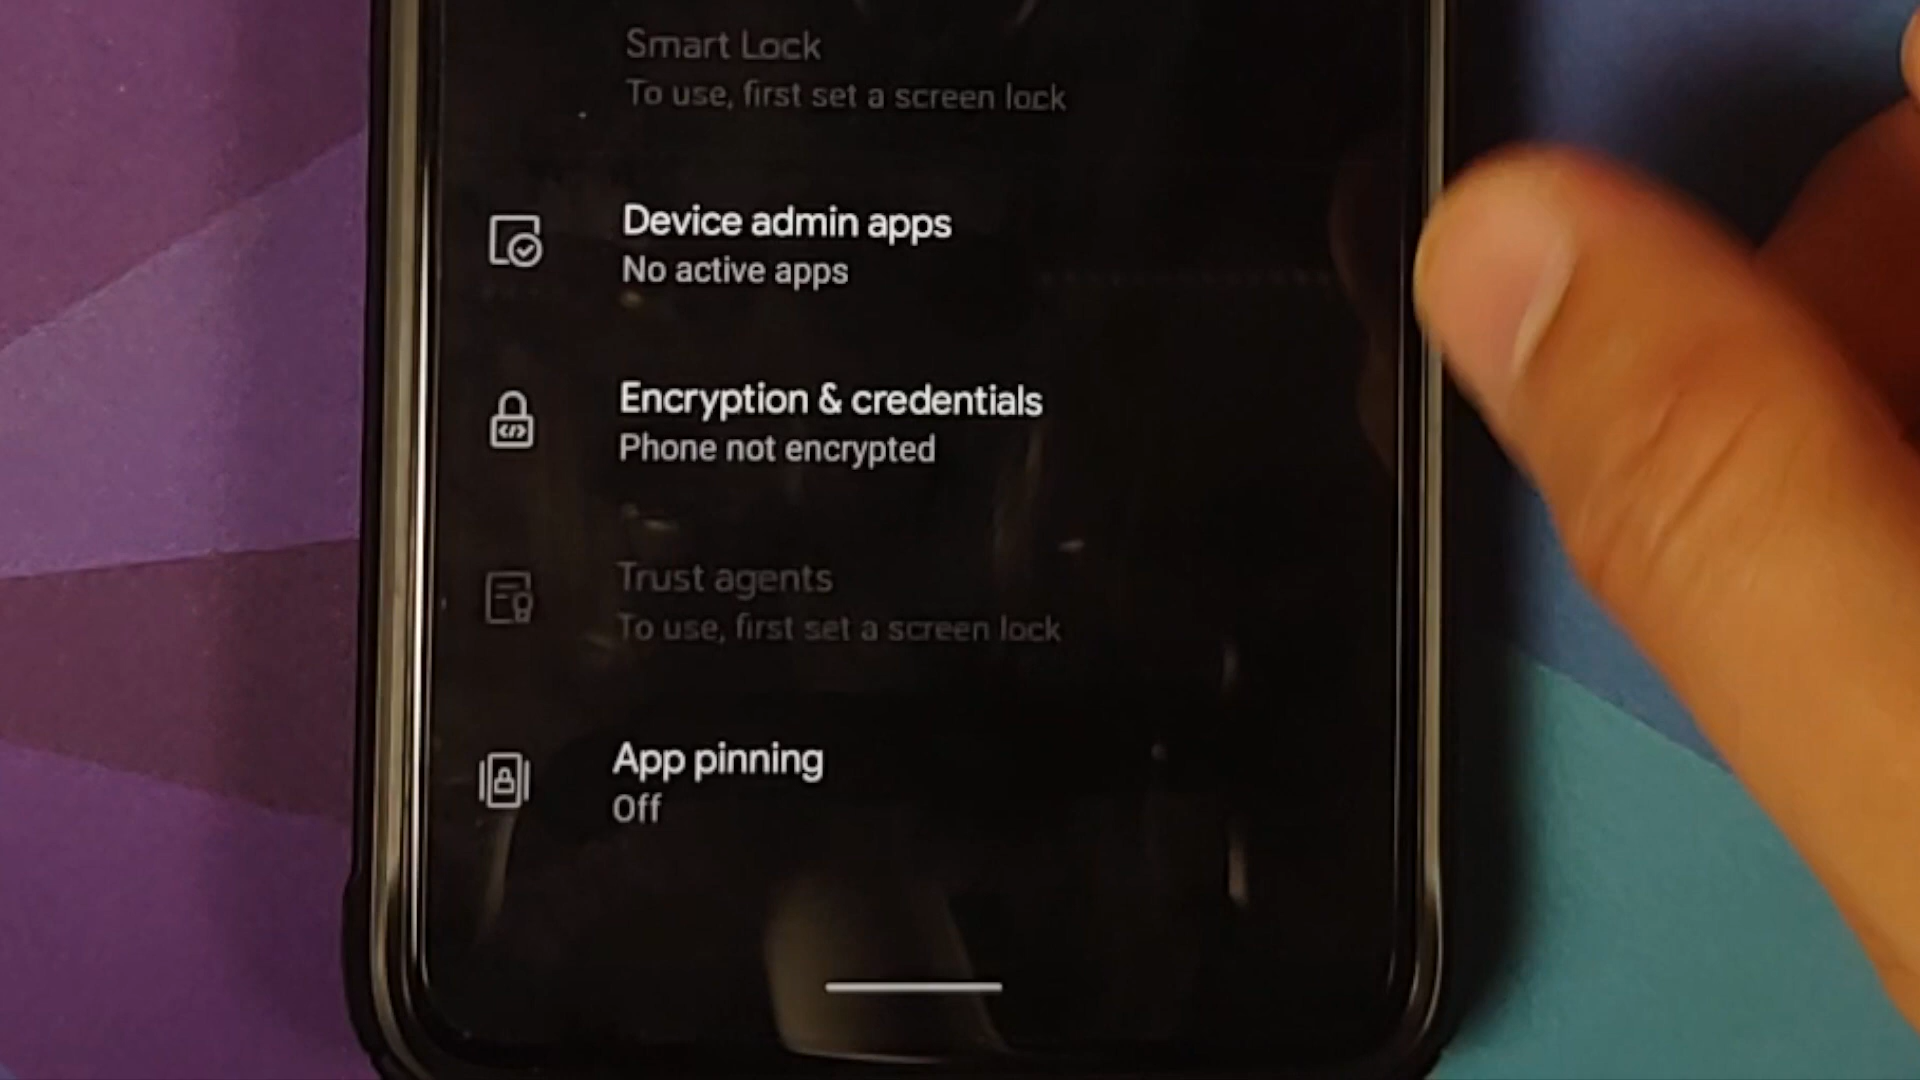 Smart Lock
To use, first set a screen lock
Device admin apps
No active apps
Encryption & credentials
Phone not encrypted
Trust agents
To use, first set a screen lock
App pinning
Off